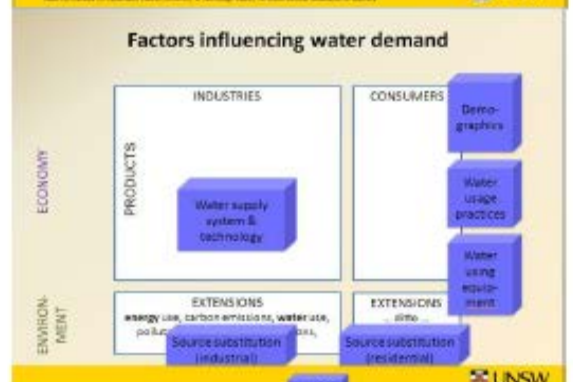 Factors influencing water demand
INDUSTRIES
CONSUMERS
Demo-
graphics
ECONOMY
PRODUCTS
Water supply
system &
technology
Water
usage
practices
Water
using
equip-
ment
ENVIRON-
MENT
EXTENSIONS
energy use, carbon emissions, water use,
EXTENSIONS
... ditto ...
Source substitution
(industrial)
Source substitution
(residential)
UNSW